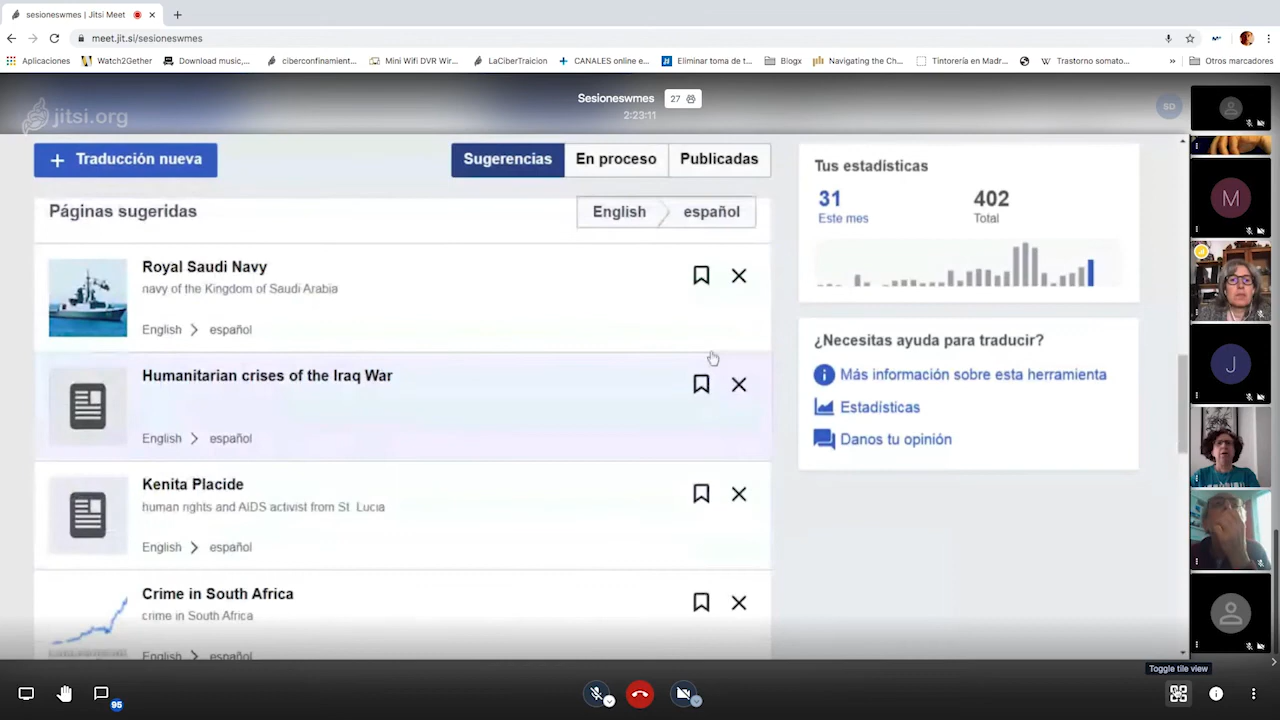 sesioneswmes | Jitsi Meet
meet.jit.si/sesioneswmes
Aplicaciones
Watch2Gether
Download music,...
ciberconfinamient...
Mini Wifi DVR Wir...
LaCiberTraicion
CANALES online e...
Eliminar toma de t...
Blogx
Navigating the Ch...
Tintorería en Madr...
Trastorno somato...
»
Otros marcadores
jitsi.org
Sesioneswmes
27
2:23:11
SD
+ Traducción nueva
Sugerencias
En proceso
Publicadas
Páginas sugeridas
English
español
Royal Saudi Navy
navy of the Kingdom of Saudi Arabia
English > español
Humanitarian crises of the Iraq War
English > español
Kenita Placide
human rights and AIDS activist from St. Lucia
English > español
Crime in South Africa
crime in South Africa
English > español
Tus estadísticas
31
402
Este mes
Total
¿Necesitas ayuda para traducir?
Más información sobre esta herramienta
Estadísticas
Danos tu opinión
M
J
Toggle tile view
95